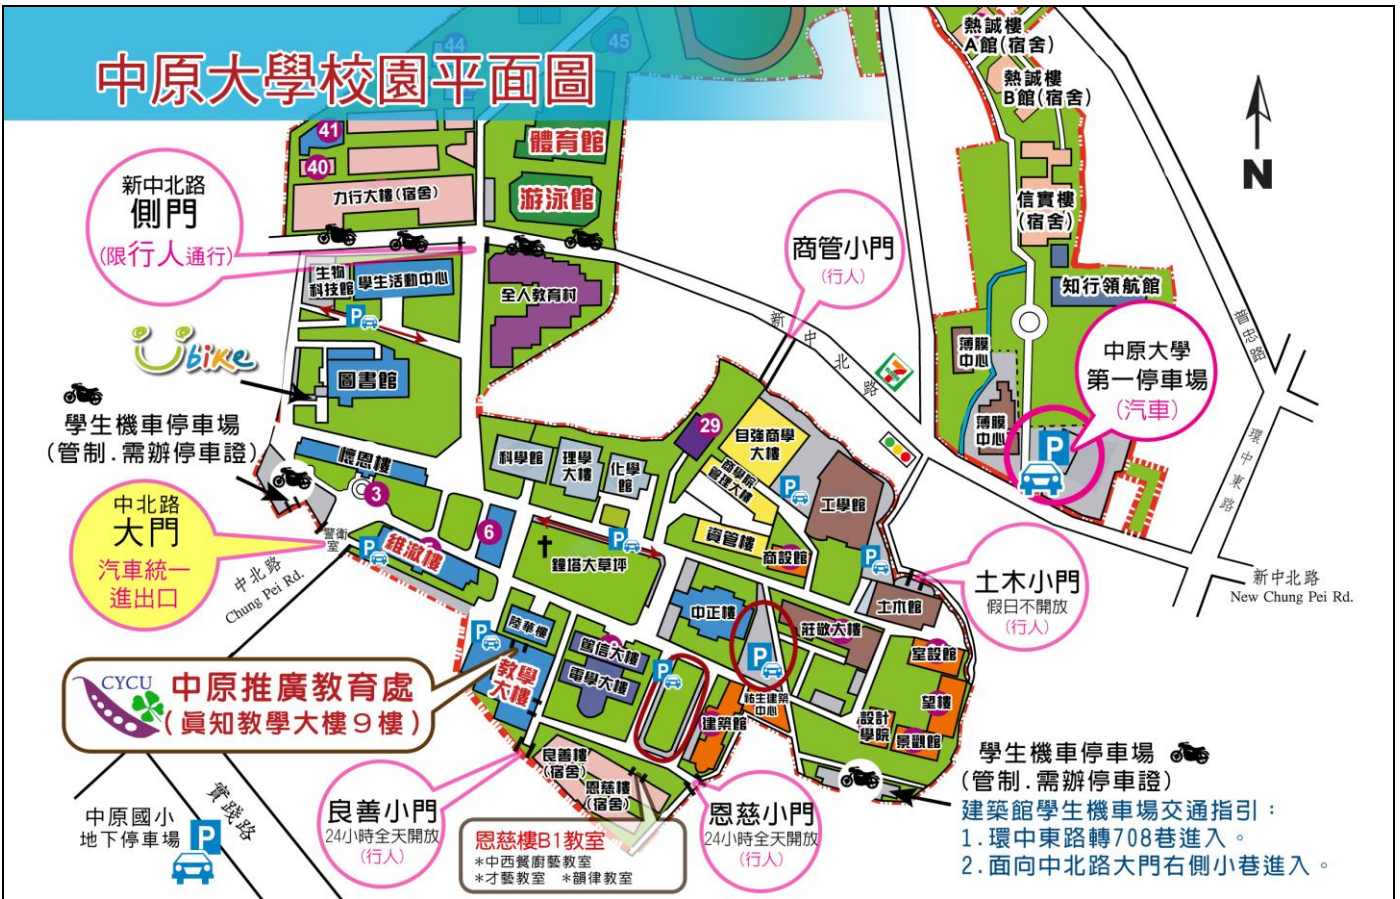 中原大學校園平面圖
44
45
熱誠樓
A館(宿舍)
熱誠樓
B館(宿舍)
N
41
40
體育館
新中北路
側門
(限行人通行)
力行大樓(宿舍)
游泳館
信實樓
(宿舍)
商管小門
(行人)
生物
科技館
學生活動中心
全人教育村
知行領航館
P
普忠路
新中北路
7
薄膜
中心
中原大學
第一停車場
(汽車)
Ubike
圖書館
學生機車停車場
(管制.需辦停車證)
29
自強商學
大樓
薄膜
中心
P
環中東路
懷恩樓
科學館
理學
大樓
化學
館
商學院
管理大樓
P
工學館
3
中北路
大門
汽車統一
進出口
警衛
室
6
維澈樓
P
鐘塔大草坪
P
資管樓
商設館
P
土木小門
假日不開放
(行人)
新中北路
New Chung Pei Rd.
中北路
Chung Pei Rd.
中正樓
土木館
陸華樓
P
篤信大樓
莊敬大樓
室設館
P
P
教學
大樓
電學大樓
CYCU
中原推廣教育處
(眞知教學大樓9樓)
祐生建築
中心
望樓
建築館
設計
學院
景觀館
良善樓
(宿舍)
恩慈樓
(宿舍)
學生機車停車場
(管制.需辦停車證)
中原國小
地下停車場
P
實踐路
良善小門
24小時全天開放
(行人)
恩慈樓B1教室
*中西餐廚藝教室
*才藝教室 *韻律教室
恩慈小門
24小時全天開放
(行人)
建築館學生機車場交通指引：
1.環中東路轉708巷進入。
2.面向中北路大門右側小巷進入。